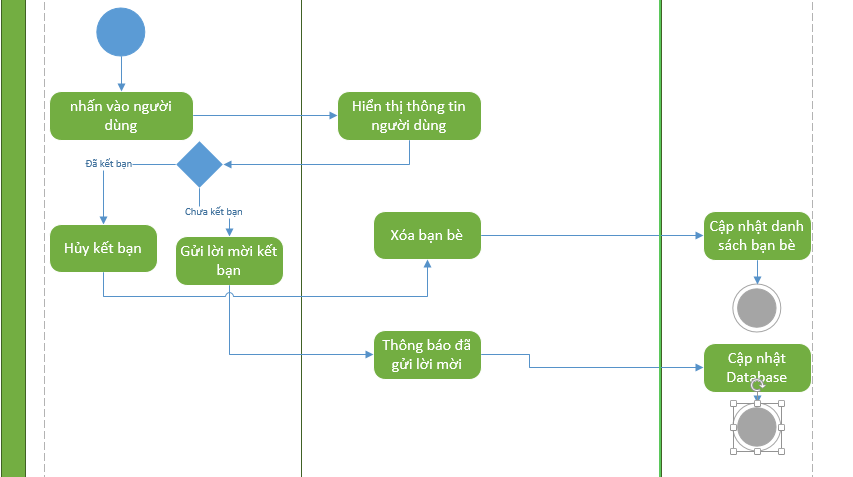 nhấn vào người
dùng
Hiển thị thông tin
người dùng
Đã kết bạn
Chưa kết bạn
Hủy kết bạn
Gửi lời mời kết
bạn
Xóa bạn bè
Cập nhật danh
sách bạn bè
Thông báo đã
gửi lời mời
Cập nhật
Database